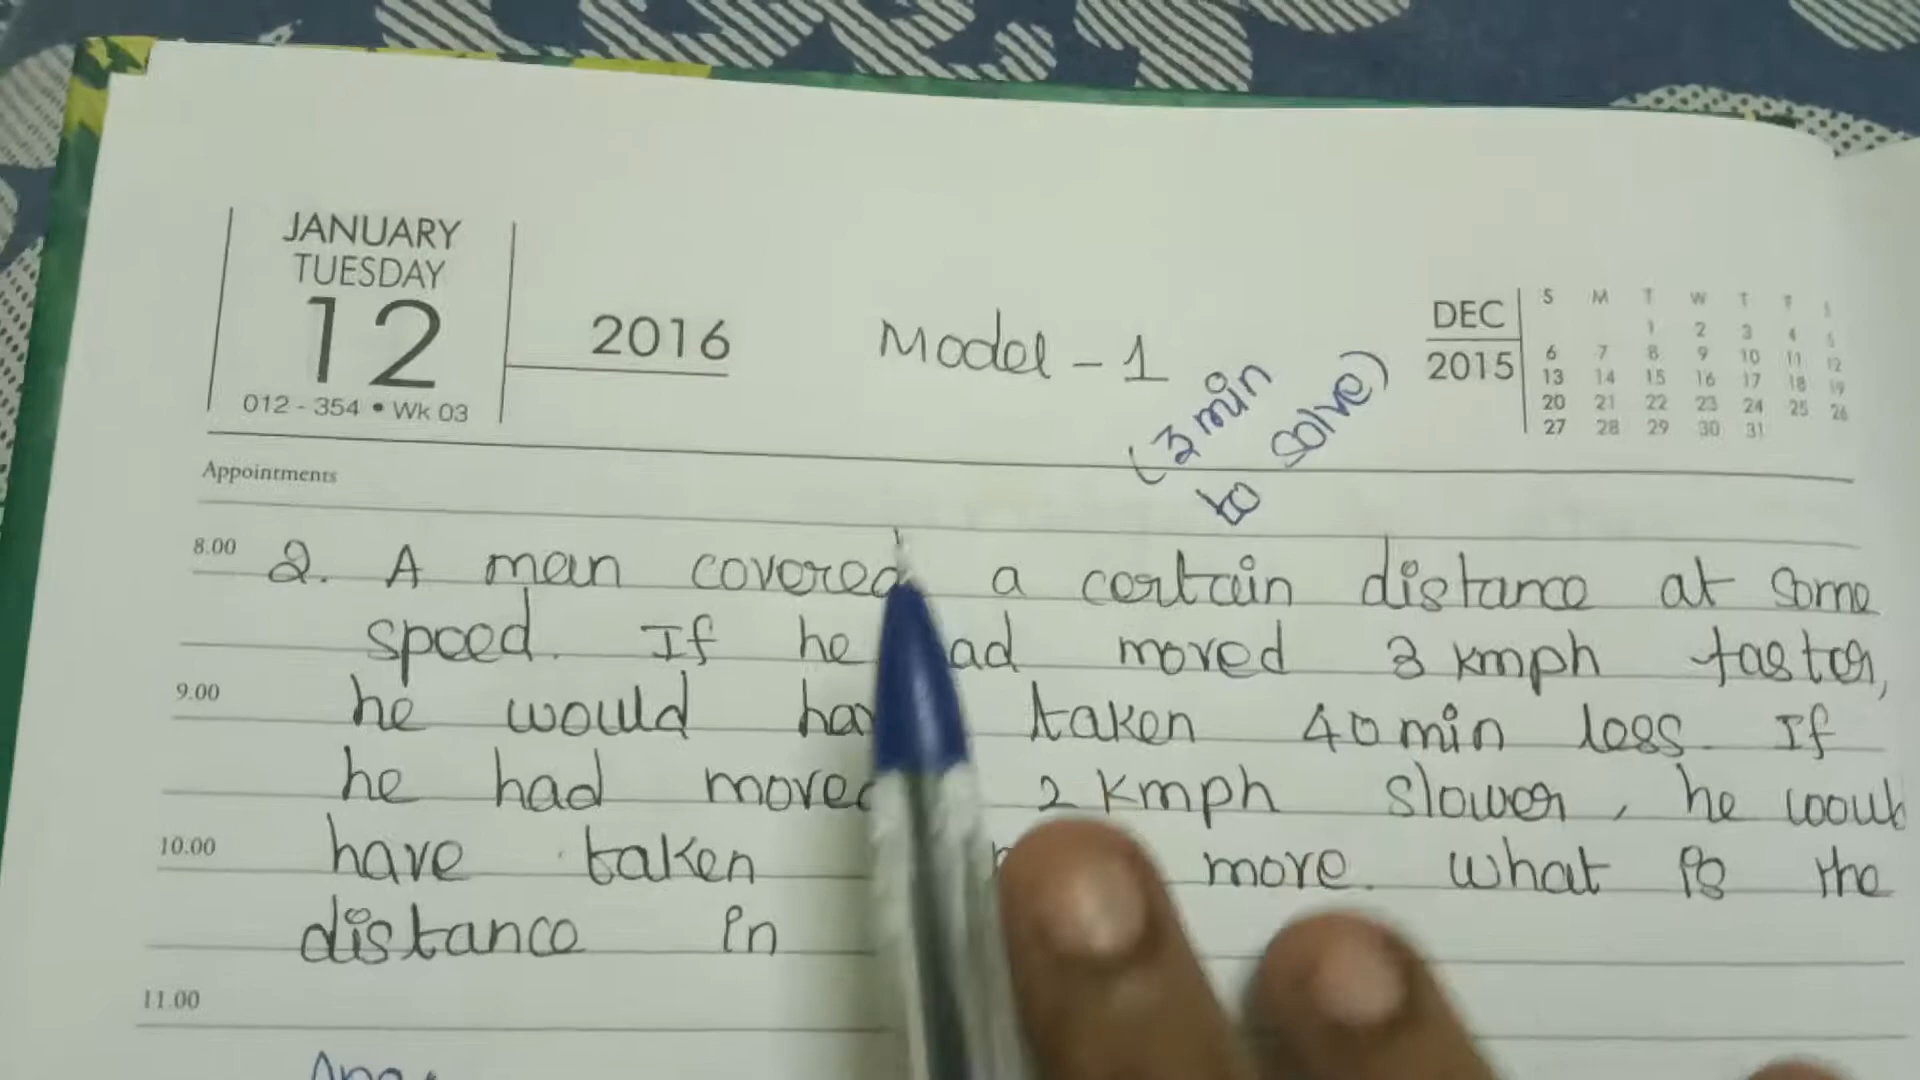 JANUARY
TUESDAY
12
012 - 354 • Wk 03
2016
Model - 1
(3 min
to solve)
DEC
2015
S M T W T F S
1 2 3 4 5
6 7 8 9 10 11 12
13 14 15 16 17 18 19
20 21 22 23 24 25 26
27 28 29 30 31
Appointments
8.00
2. A man covered a certain distance at some
speed. If he ad moved 3 kmph faster,
9.00
he would taken 40 min less. If
he had 2 kmph slower, he
10.00
have taken more. What is the
distance in
11.00